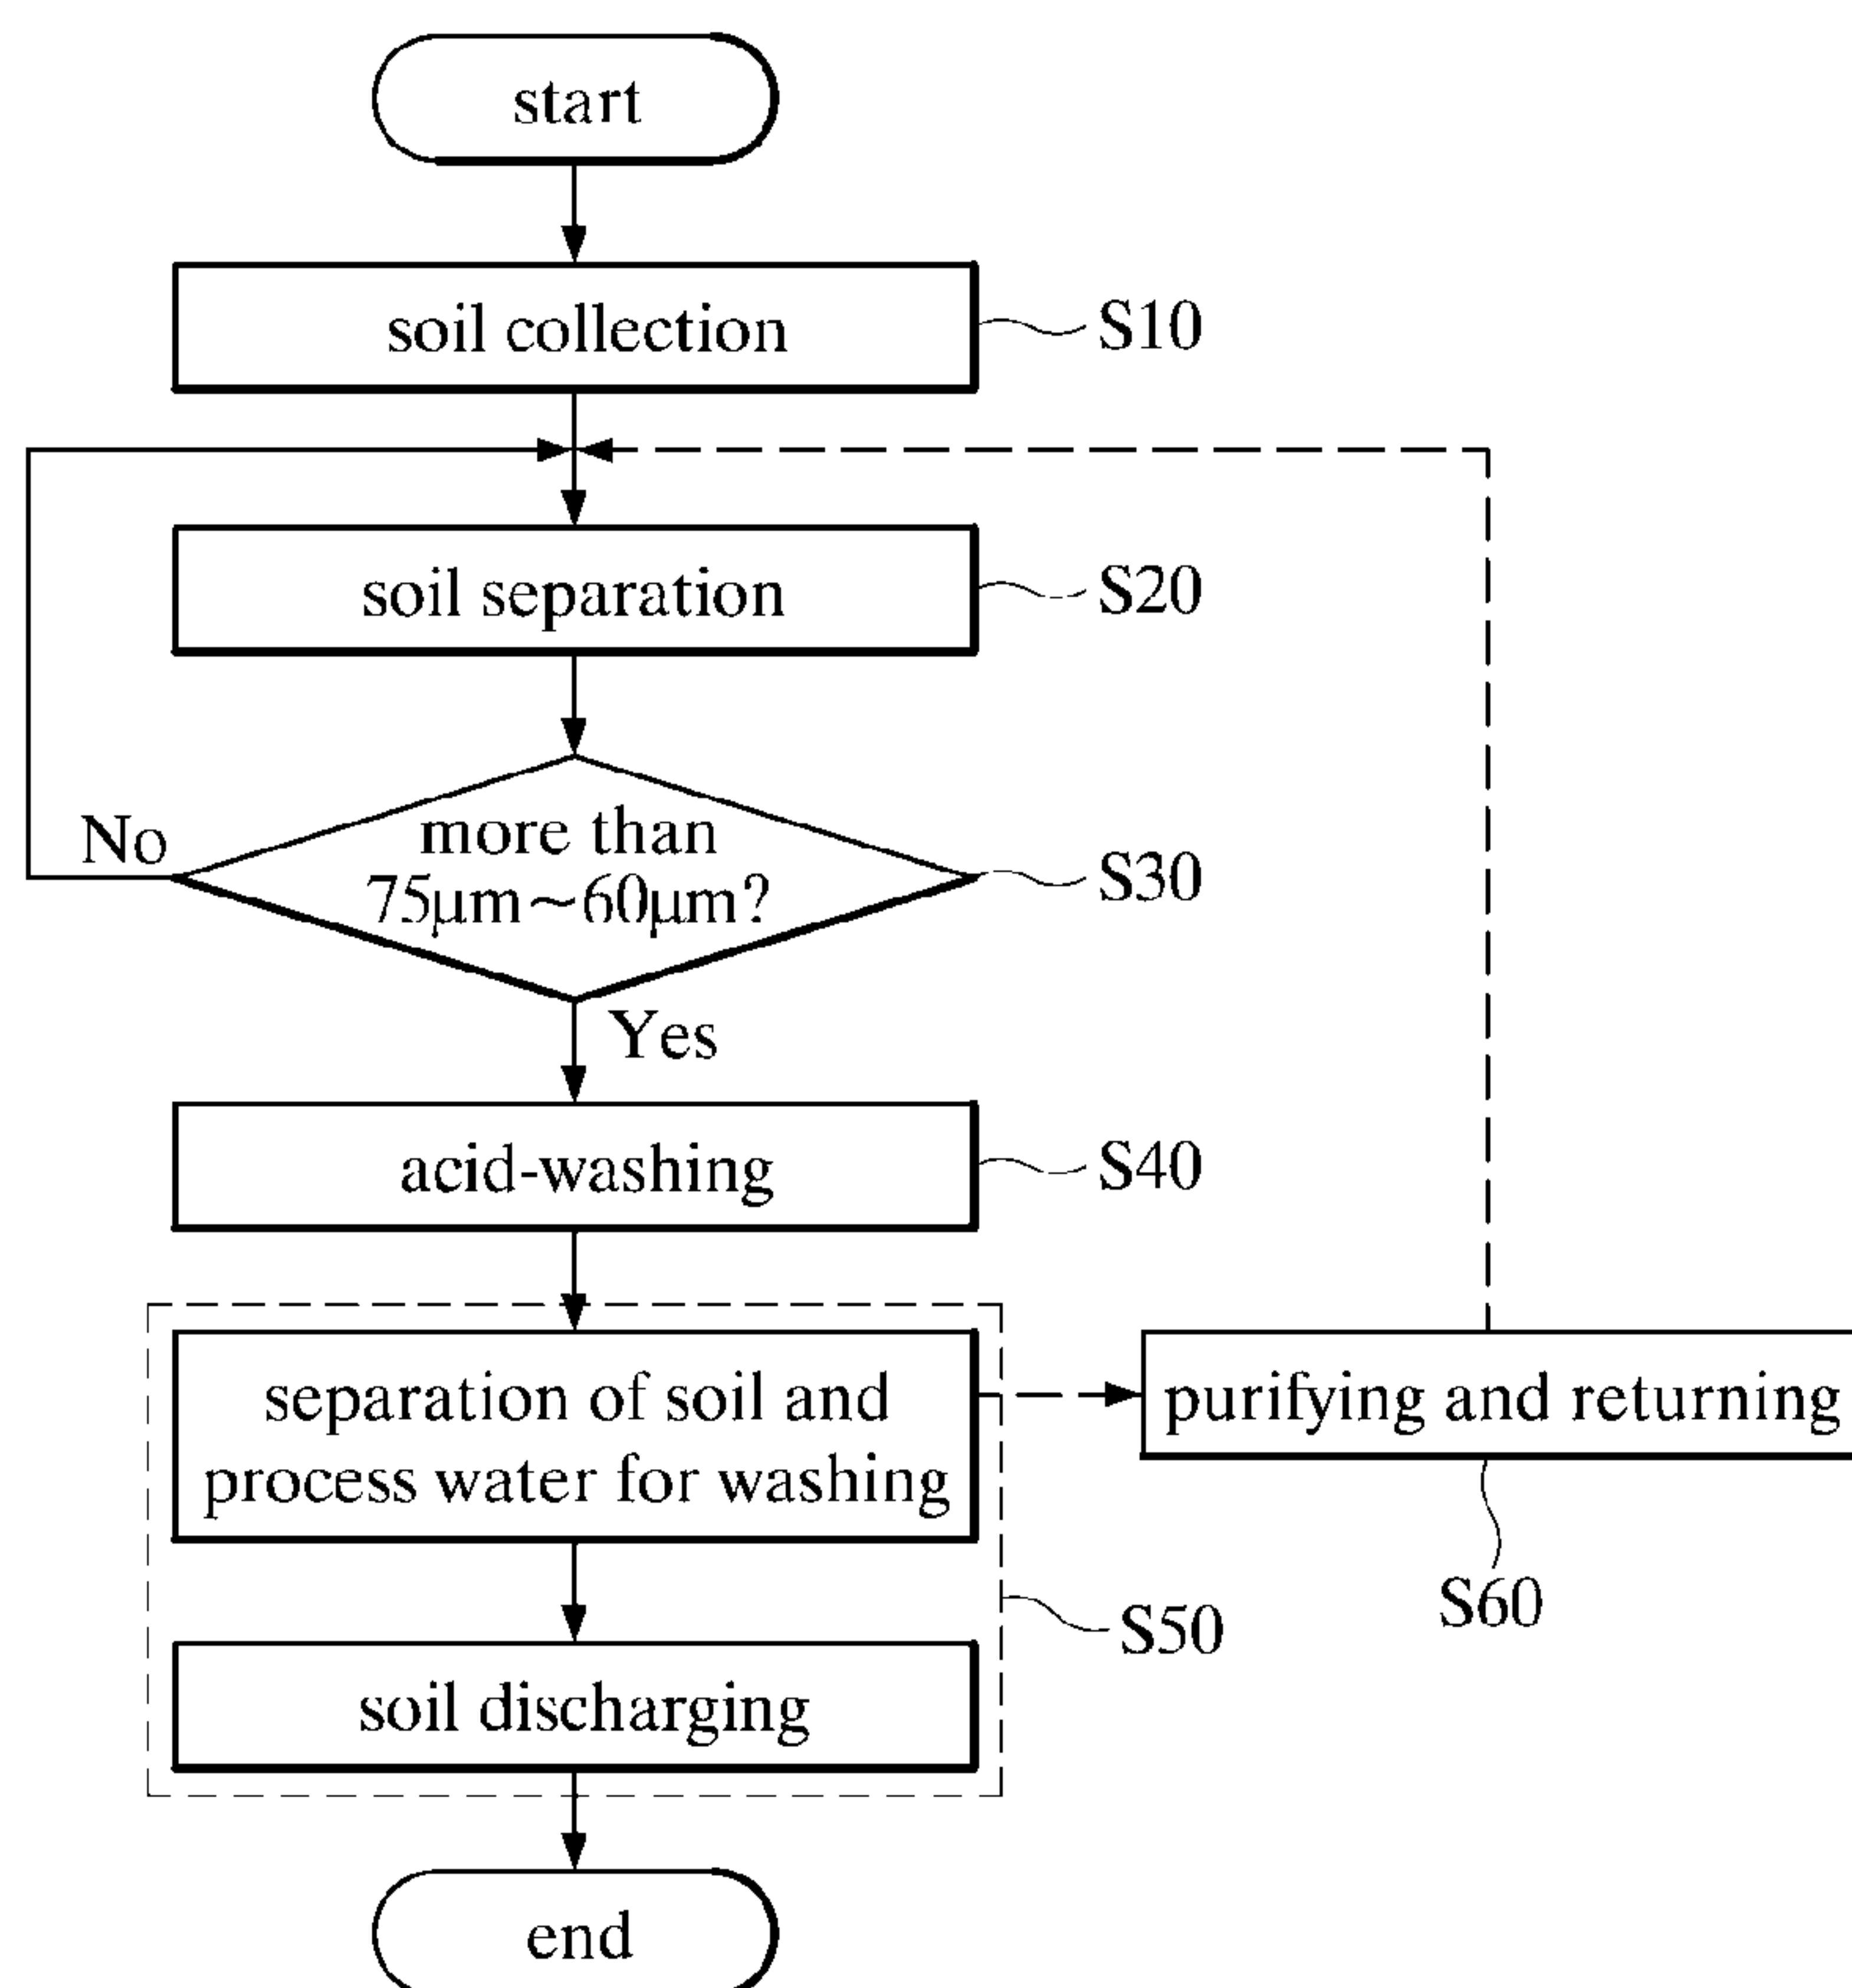 start
soil collection
S10
soil separation
S20
No
more than
75μm~60μm?
S30
Yes
acid-washing
S40
separation of soil and
process water for washing
purifying and returning
S60
S50
soil discharging
end